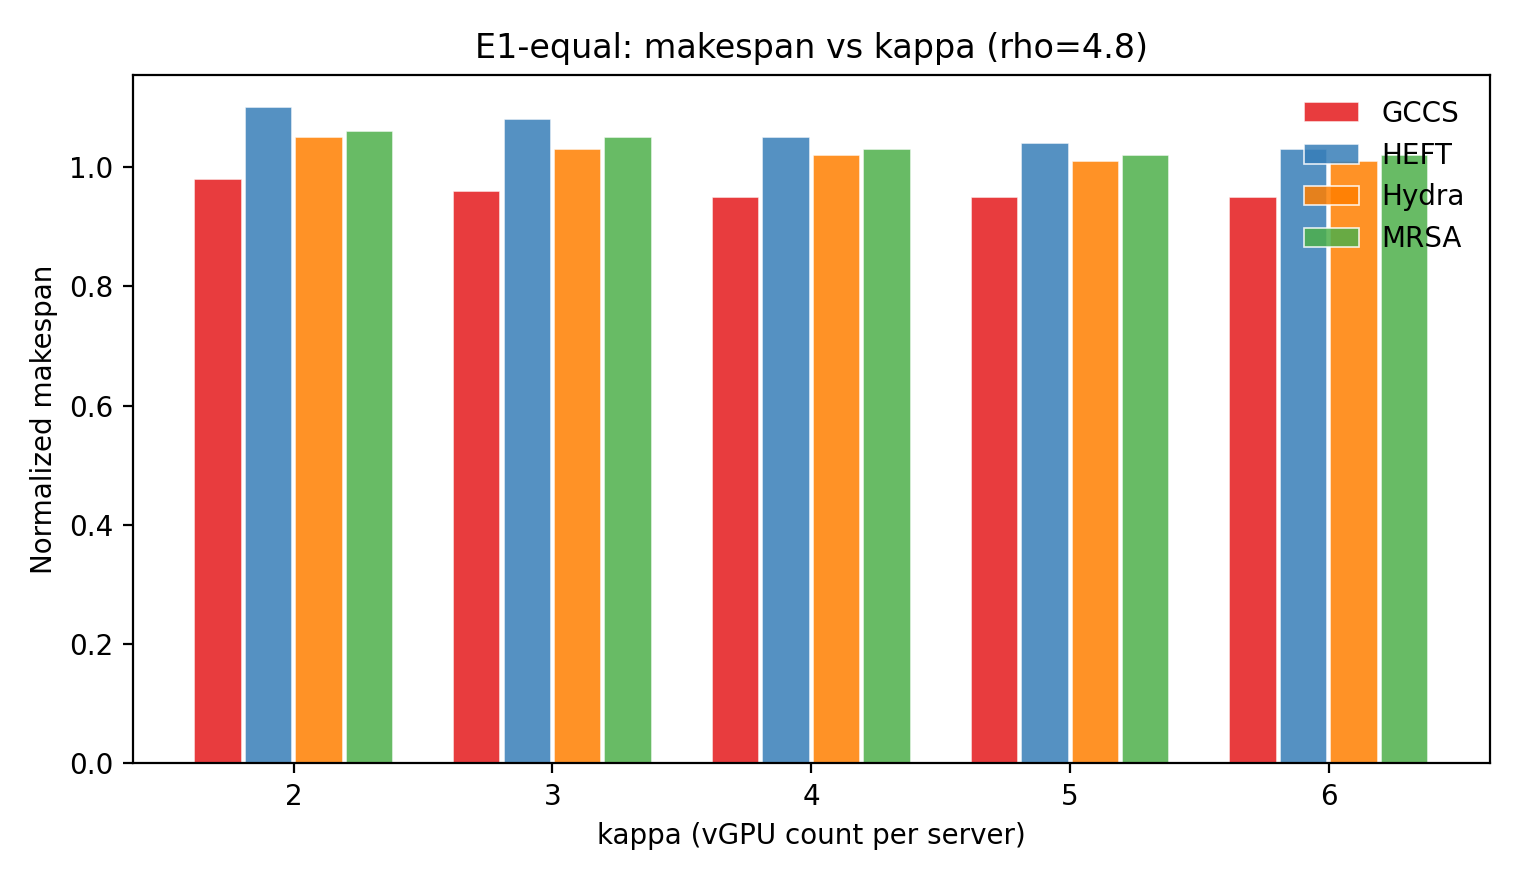 E1-equal: makespan vs kappa (rho=4.8)
GCCS
HEFT
Hydra
MRSA
Normalized makespan
1.0
0.8
0.6
0.4
0.2
0.0
2 3 4 5 6
kappa (vGPU count per server)